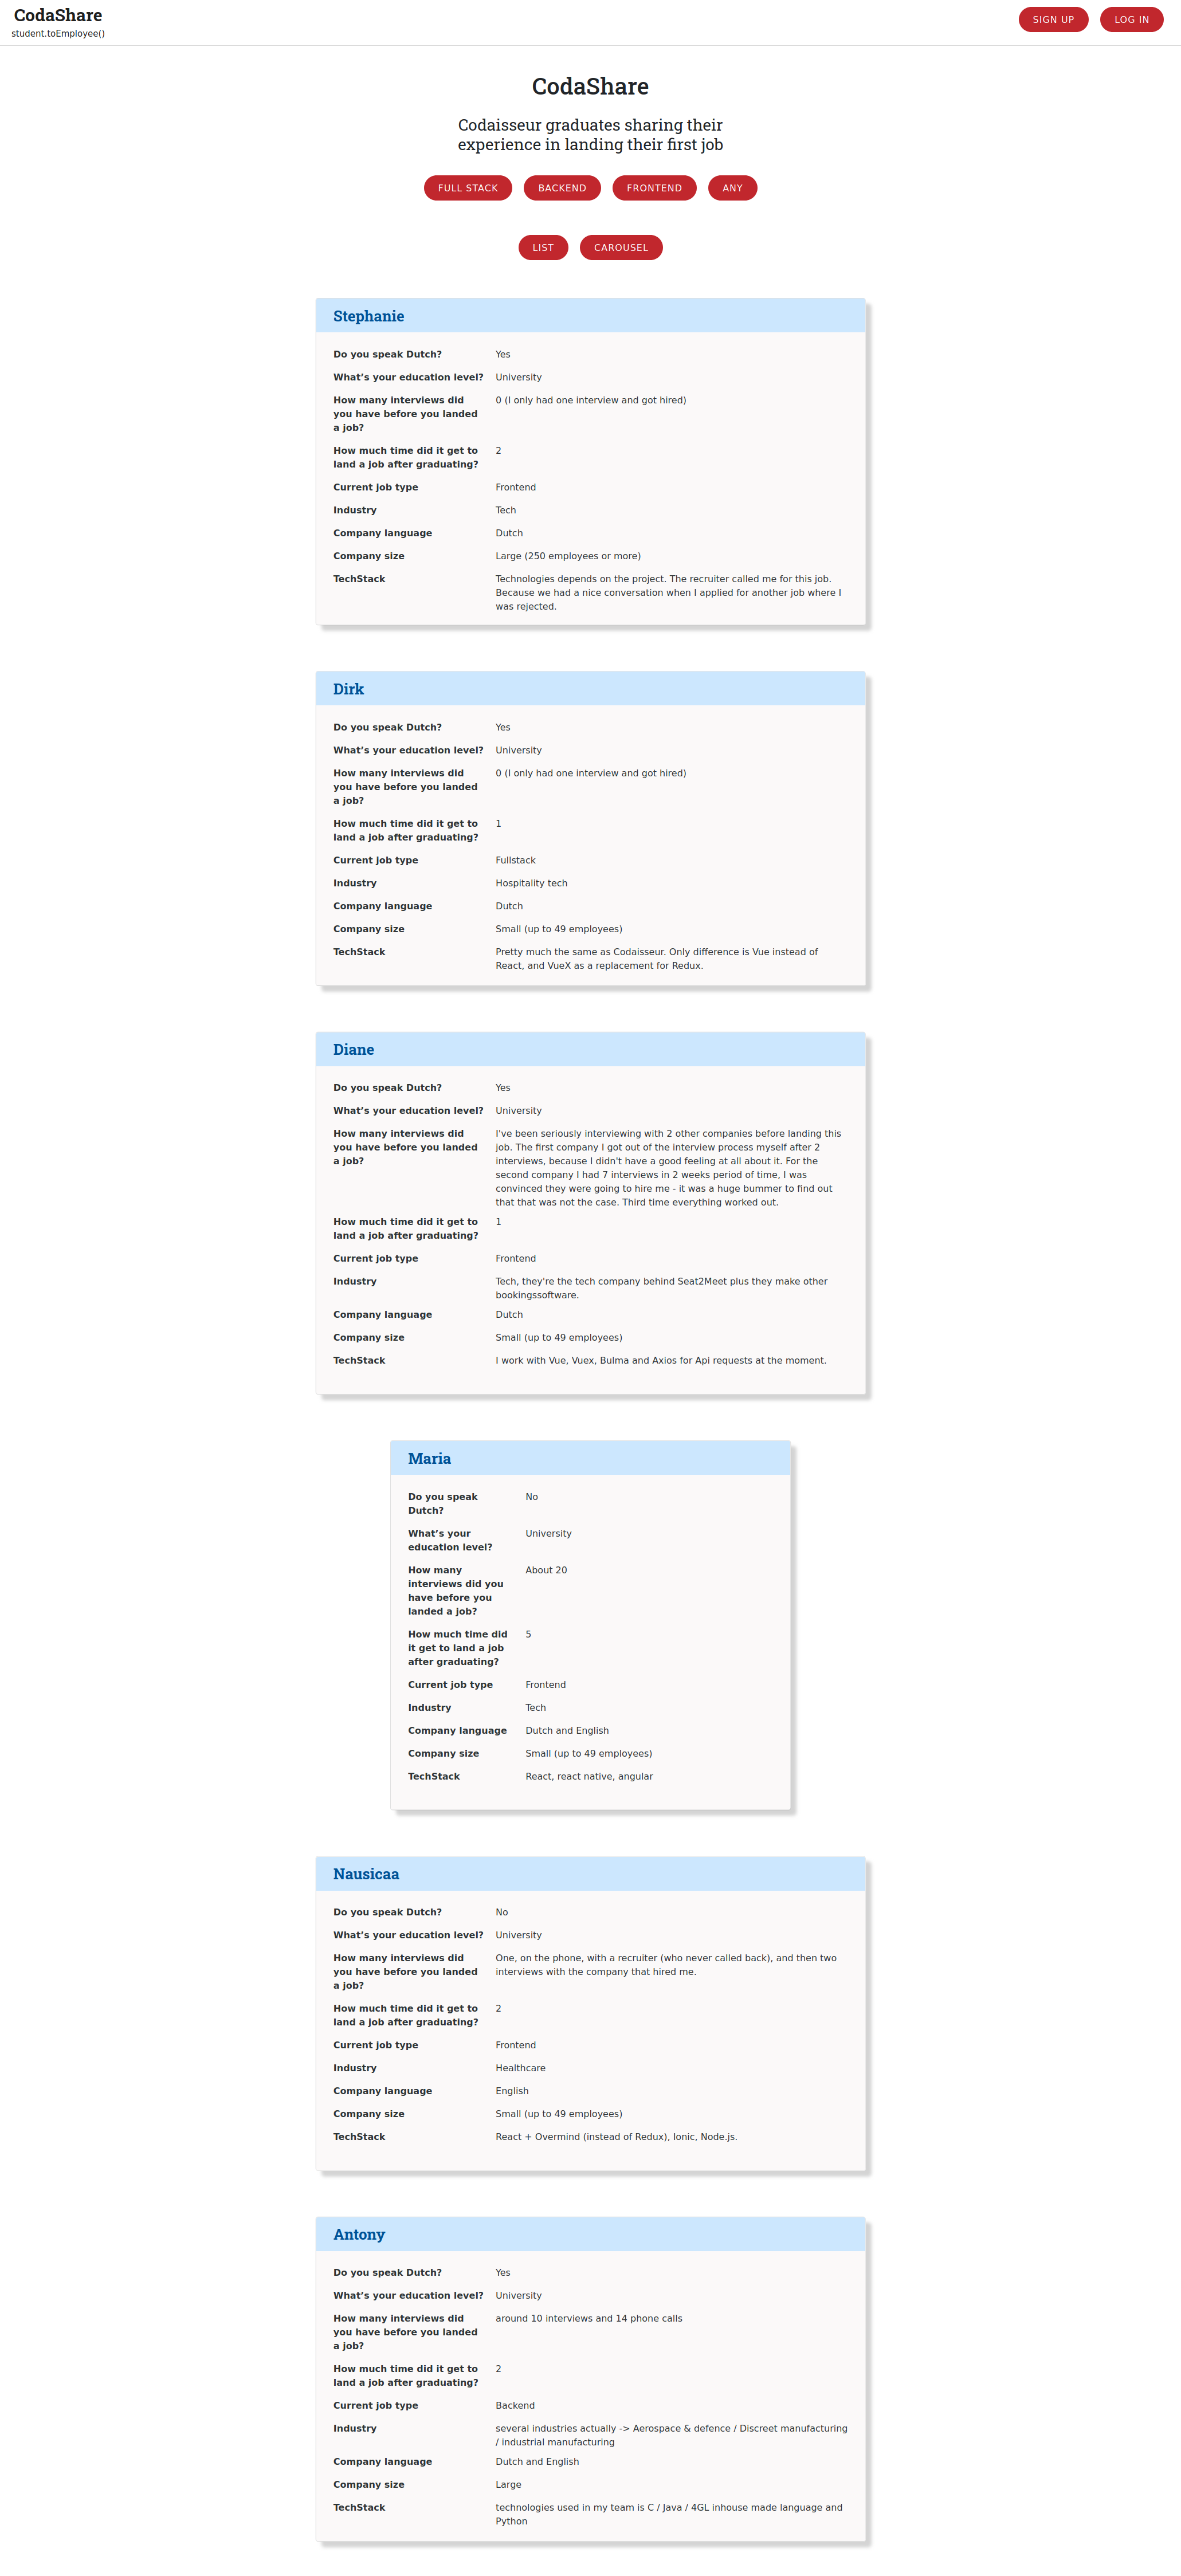 CodaShare
student.toEmployee()
SIGN UP
LOG IN
CodaShare
Codaisseur graduates sharing their
experience in landing their first job
FULL STACK
BACKEND
FRONTEND
ANY
LIST
CAROUSEL
Stephanie
Do you speak Dutch?
Yes
What’s your education level?
University
How many interviews did
you have before you landed
a job?
0 (I only had one interview and got hired)
How much time did it get to
land a job after graduating?
2
Current job type
Frontend
Industry
Tech
Company language
Dutch
Company size
Large (250 employees or more)
TechStack
Technologies depends on the project. The recruiter called me for this job.
Because we had a nice conversation when I applied for another job where I
was rejected.
Dirk
Do you speak Dutch?
Yes
What’s your education level?
University
How many interviews did
you have before you landed
a job?
0 (I only had one interview and got hired)
How much time did it get to
land a job after graduating?
1
Current job type
Fullstack
Industry
Hospitality tech
Company language
Dutch
Company size
Small (up to 49 employees)
TechStack
Pretty much the same as Codaisseur. Only difference is Vue instead of
React, and VueX as a replacement for Redux.
Diane
Do you speak Dutch?
Yes
What’s your education level?
University
How many interviews did
you have before you landed
a job?
I've been seriously interviewing with 2 other companies before landing this
job. The first company I got out of the interview process myself after 2
interviews, because I didn't have a good feeling at all about it. For the
second company I had 7 interviews in 2 weeks period of time, I was
convinced they were going to hire me - it was a huge bummer to find out
that that was not the case. Third time everything worked out.
How much time did it get to
land a job after graduating?
1
Current job type
Frontend
Industry
Tech, they're the tech company behind Seat2Meet plus they make other
bookingssoftware.
Company language
Dutch
Company size
Small (up to 49 employees)
TechStack
I work with Vue, Vuex, Bulma and Axios for Api requests at the moment.
Maria
Do you speak
Dutch?
No
What’s your
education level?
University
How many
interviews did you
have before you
landed a job?
About 20
How much time did
it get to land a job
after graduating?
5
Current job type
Frontend
Industry
Tech
Company language
Dutch and English
Company size
Small (up to 49 employees)
TechStack
React, react native, angular
Nausicaa
Do you speak Dutch?
No
What’s your education level?
University
How many interviews did
you have before you landed
a job?
One, on the phone, with a recruiter (who never called back), and then two
interviews with the company that hired me.
How much time did it get to
land a job after graduating?
2
Current job type
Frontend
Industry
Healthcare
Company language
English
Company size
Small (up to 49 employees)
TechStack
React + Overmind (instead of Redux), Ionic, Node.js.
Antony
Do you speak Dutch?
Yes
What’s your education level?
University
How many interviews did
you have before you landed
a job?
around 10 interviews and 14 phone calls
How much time did it get to
land a job after graduating?
2
Current job type
Backend
Industry
several industries actually -> Aerospace & defence / Discreet manufacturing
/ industrial manufacturing
Company language
Dutch and English
Company size
Large
TechStack
technologies used in my team is C / Java / 4GL inhouse made language and
Python